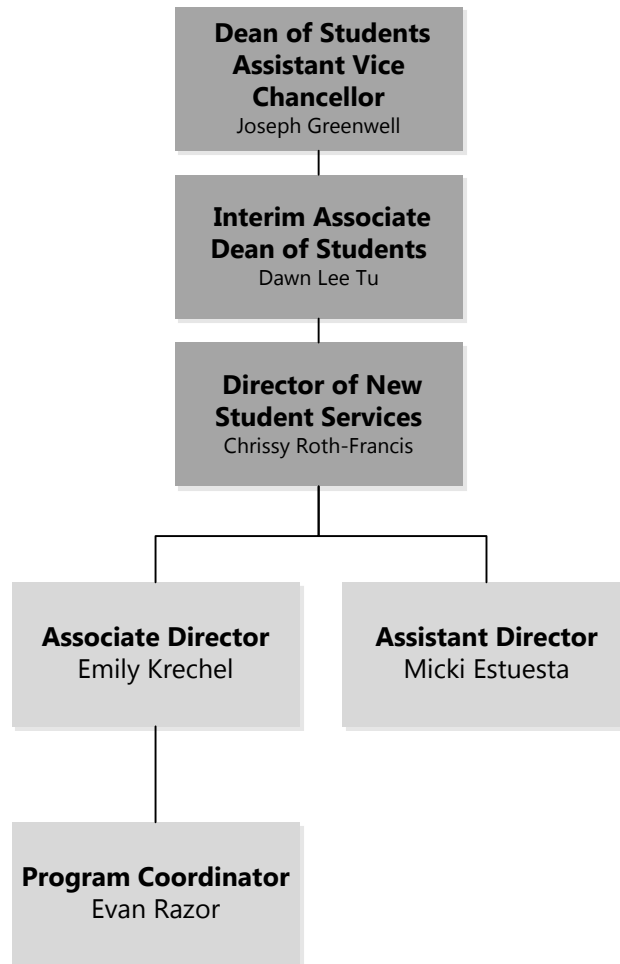 Dean of Students
Assistant Vice
Chancellor
Joseph Greenwell
Interim Associate
Dean of Students
Dawn Lee Tu
Director of New
Student Services
Chrissy Roth-Francis
Associate Director
Emily Krechel
Assistant Director
Micki Estuesta
Program Coordinator
Evan Razor